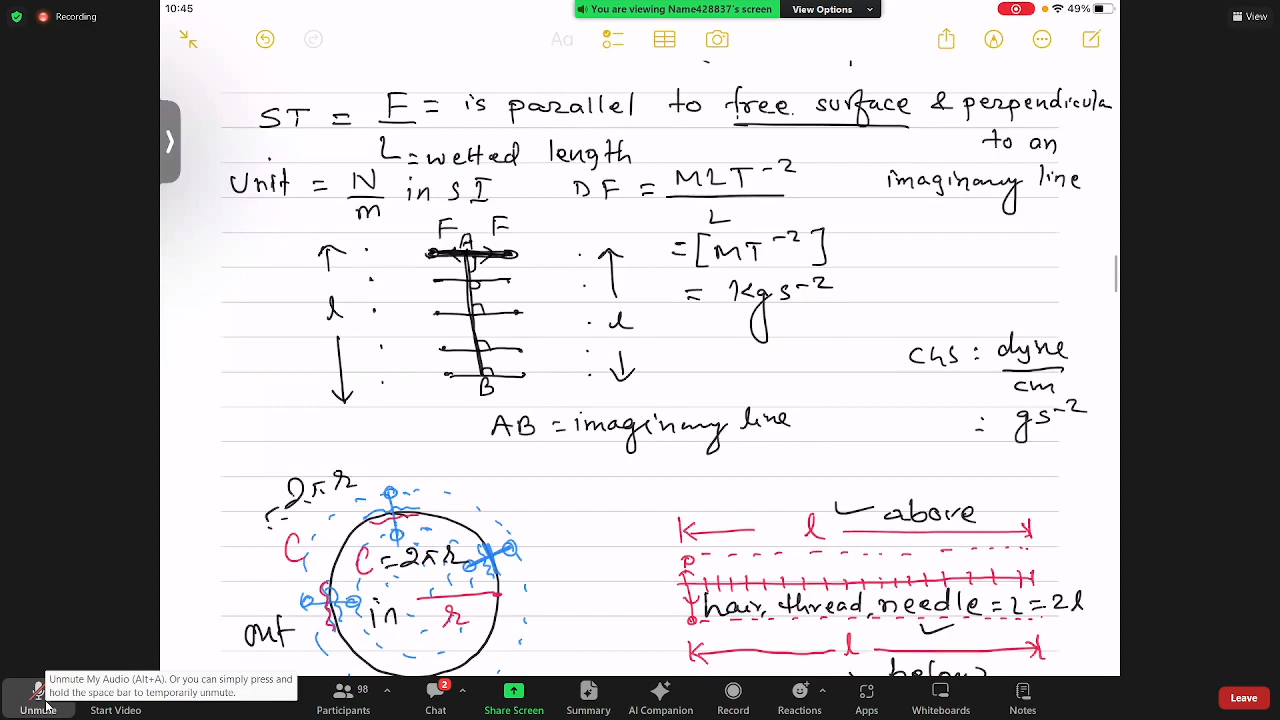 Recording
10:45
You are viewing Name428837's screen
View Options
49%
View
Aa
ST = F = is parallel to free surface & perpendicula
L = wetted length
to an
imaginary line
Unit = N/m in SI
DF = MLT⁻²
L
= [MT⁻²]
= kg s⁻²
F F
A
l
l
B
CGS : dyne
cm
= gs⁻²
AB = imaginary line
2πr
C
C = 2πr
in
r
out
l above
hair, thread, needle = L = 2l
l
below
Unmute My Audio (Alt+A). Or you can simply press and
hold the space bar to temporarily unmute.
Unmute
Start Video
Participants
98
Chat
2
Share Screen
Summary
AI Companion
Record
Reactions
Apps
Whiteboards
Notes
Leave